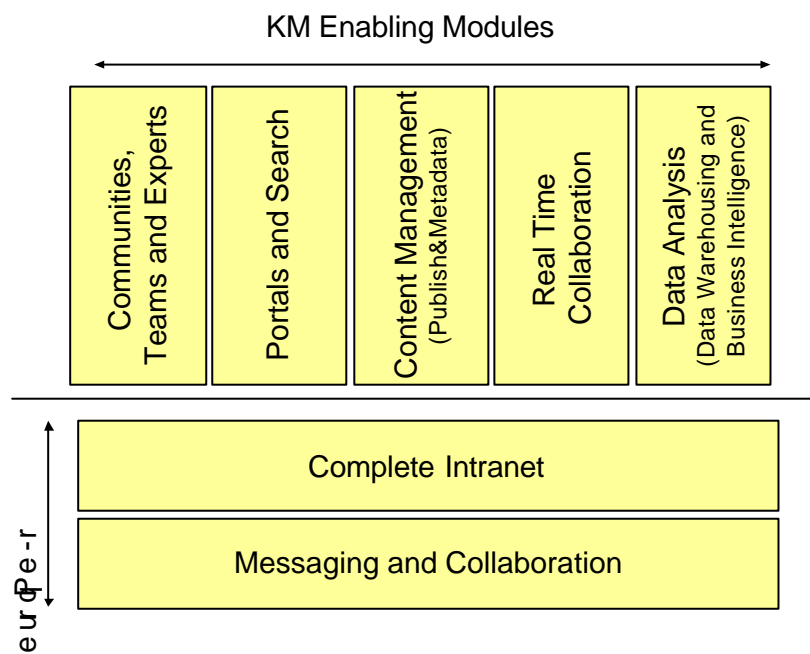 KM Enabling Modules
Communities,
Teams and Experts
Portals and Search
Content Management
(Publish&Metadata)
Real Time
Collaboration
Data Analysis
(Data Warehousing and
Business Intelligence)
Complete Intranet
Messaging and Collaboration